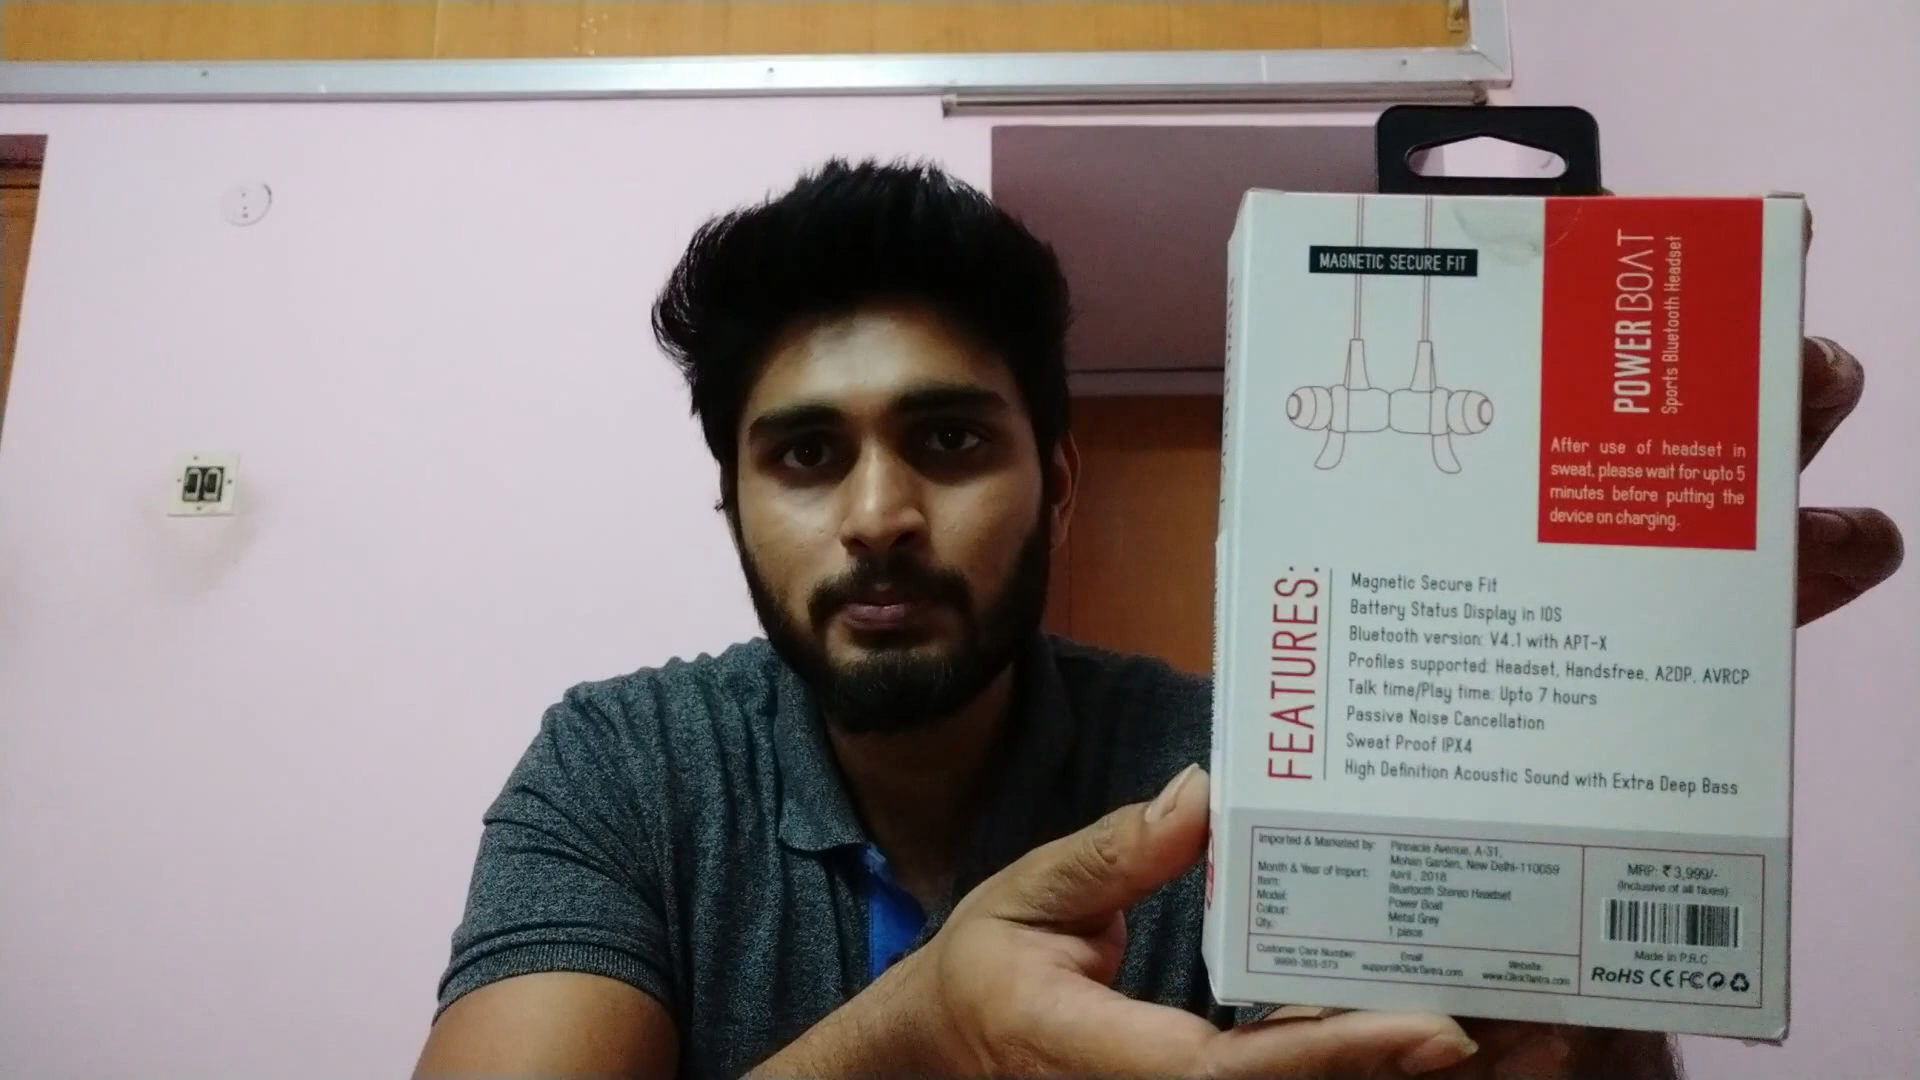 MAGNETIC SECURE FIT
POWER BOAT
Sports Bluetooth Headset
After use of headset in
sweat, please wait for upto 5
minutes before putting the
device on charging.
FEATURES:
Magnetic Secure Fit
Battery Status Display in IOS
Bluetooth version: V4.1 with APT-X
Profiles supported: Headset, Handsfree, A2DP, AVRCP
Talk time/Play time: Upto 7 hours
Passive Noise Cancellation
Sweat Proof IPX4
High Definition Acoustic Sound with Extra Deep Bass
Imported & Marketed by: Pinnacle Avenue, A-31,
Mohan Garden, New Delhi-110059
Month & Year of Import: April, 2018
Item: Bluetooth Stereo Headset
Model: Power Boat
Colour: Metal Grey
Qty.: 1 piece
Customer Care Number:
Email
support@ClickTantra.com
Website:
www.ClickTantra.com
MRP: ₹ 3,999/-
(Inclusive of all taxes)
Made in P.R.C
RoHS CE FC